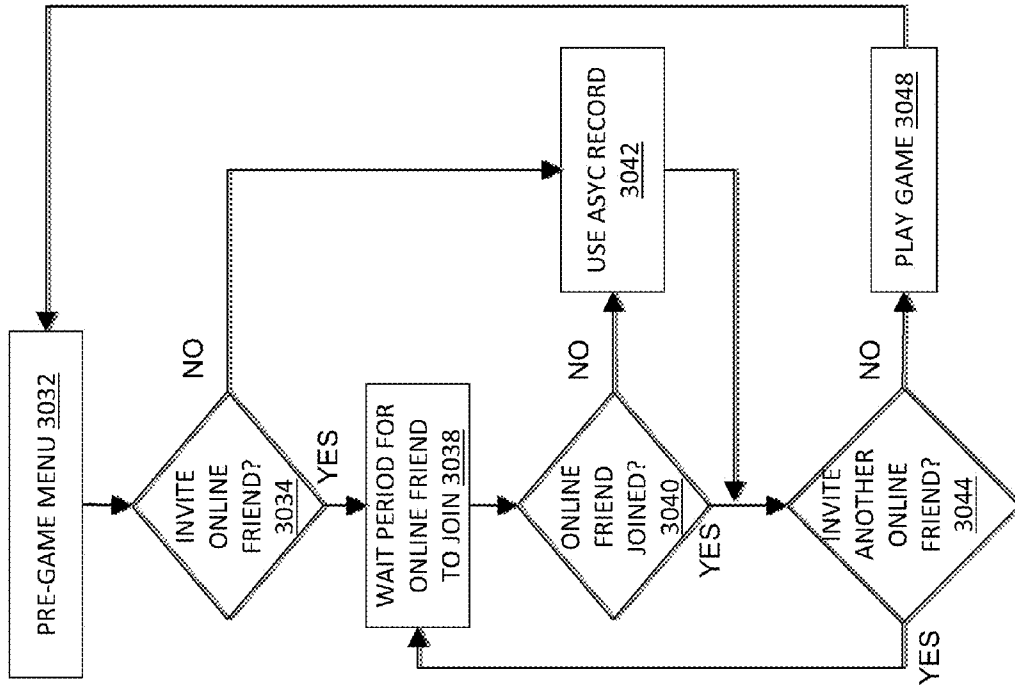 PRE-GAME MENU 3032
INVITE
ONLINE
FRIEND?
3034
NO
YES
WAIT PERIOD FOR
ONLINE FRIEND
TO JOIN 3038
ONLINE
FRIEND
JOINED?
3040
NO
YES
USE ASYC RECORD
3042
INVITE
ANOTHER
ONLINE
FRIEND?
3044
NO
YES
PLAY GAME 3048